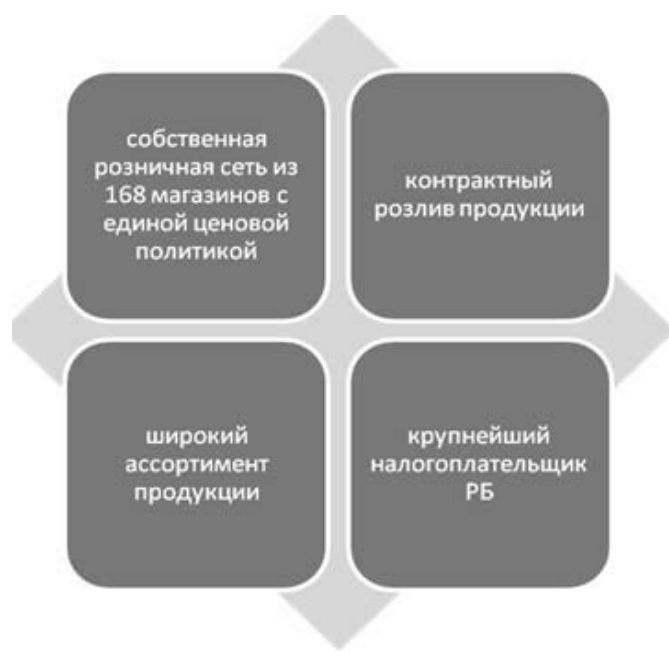 собственная
розничная сеть из
168 магазинов с
единой ценовой
политикой
контрактный
розлив продукции
широкий
ассортимент
продукции
крупнейший
налогоплательщик
РБ